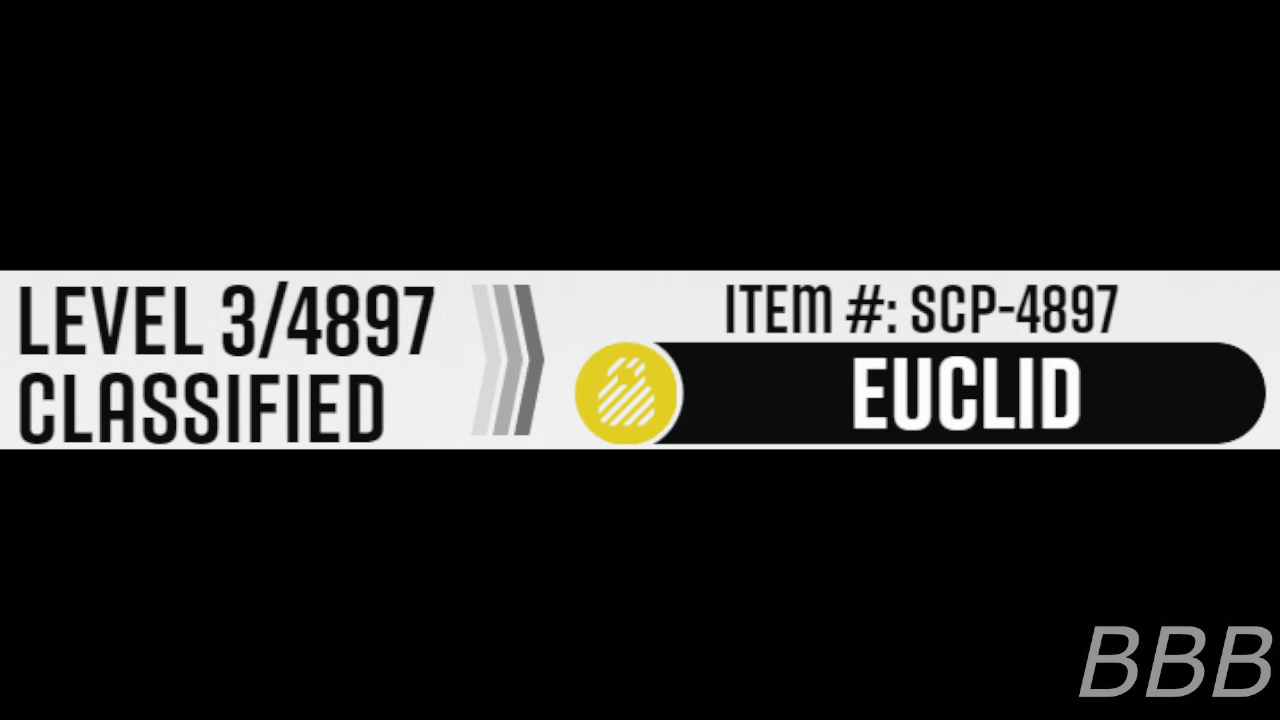 LEVEL 3/4897
CLASSIFIED
ITEM #: SCP-4897
EUCLID
BBB